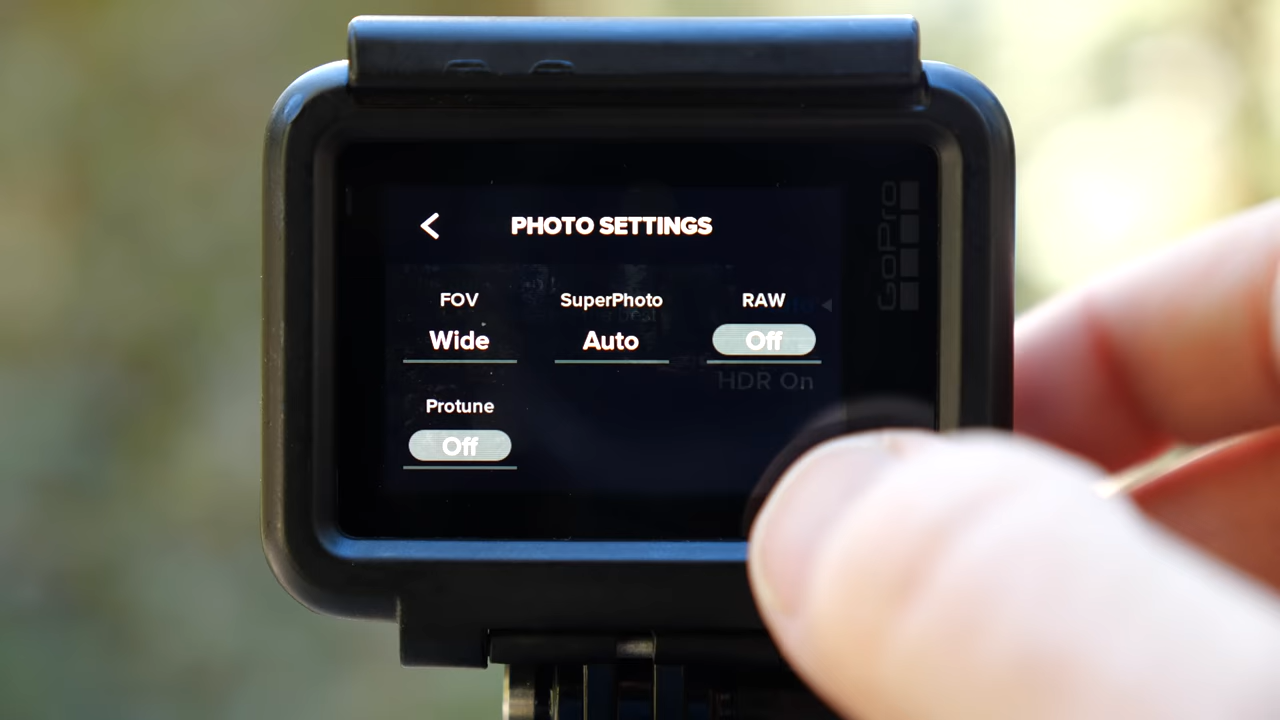 PHOTO SETTINGS
FOV SuperPhoto RAW
Wide Auto Off
HDR On
Protune
Off
GoPro